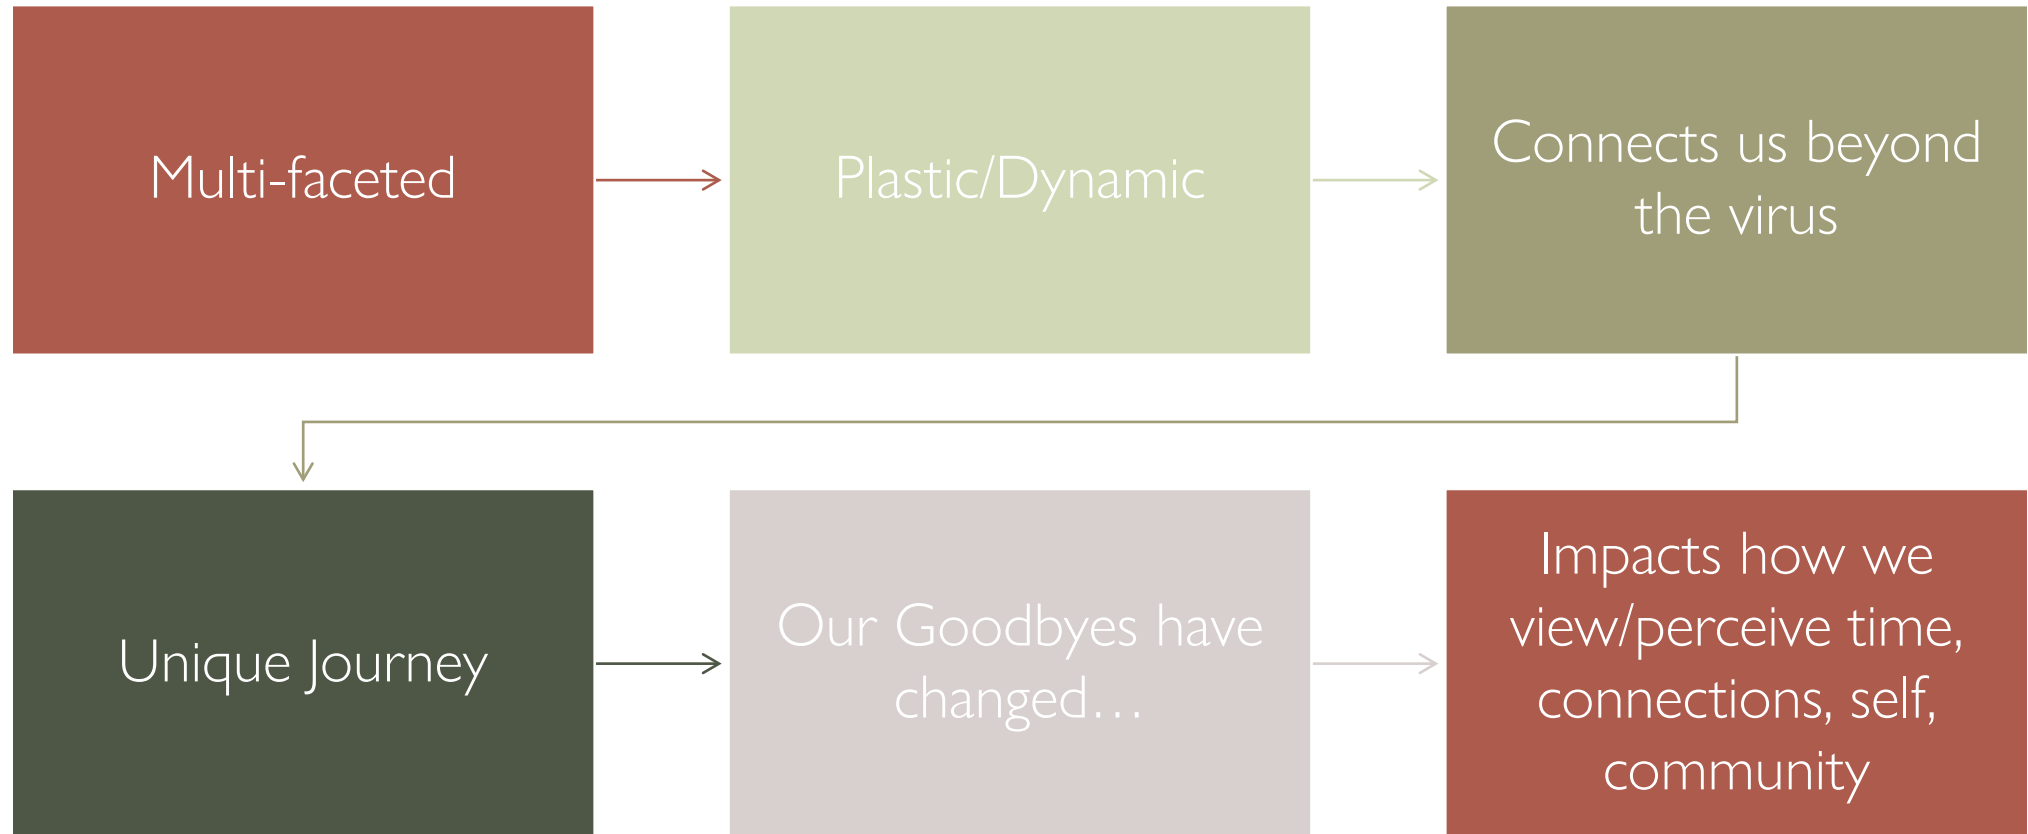 Multi-faceted
Plastic/Dynamic
Connects us beyond
the virus
Unique Journey
Our Goodbyes have
changed…
Impacts how we
view/perceive time,
connections, self,
community